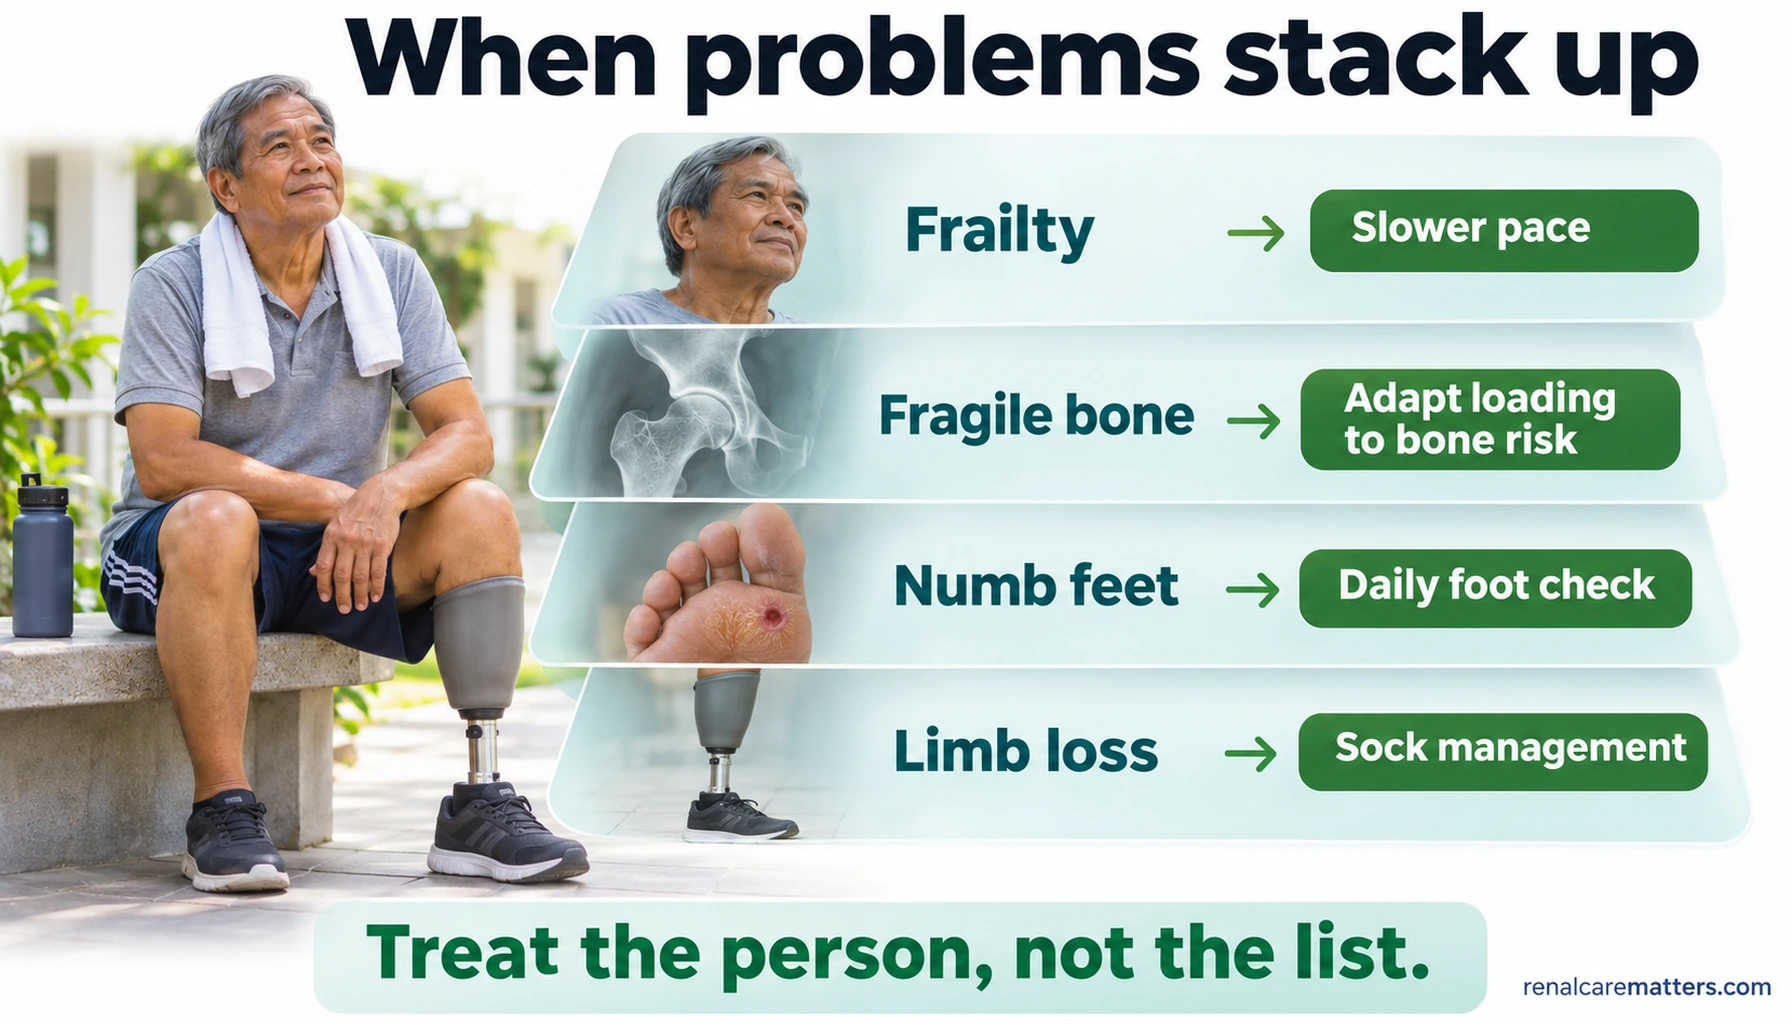 When problems stack up
Frailty → Slower pace
Fragile bone → Adapt loading
to bone risk
Numb feet → Daily foot check
Limb loss → Sock management
Treat the person, not the list.
renalcarematters.com